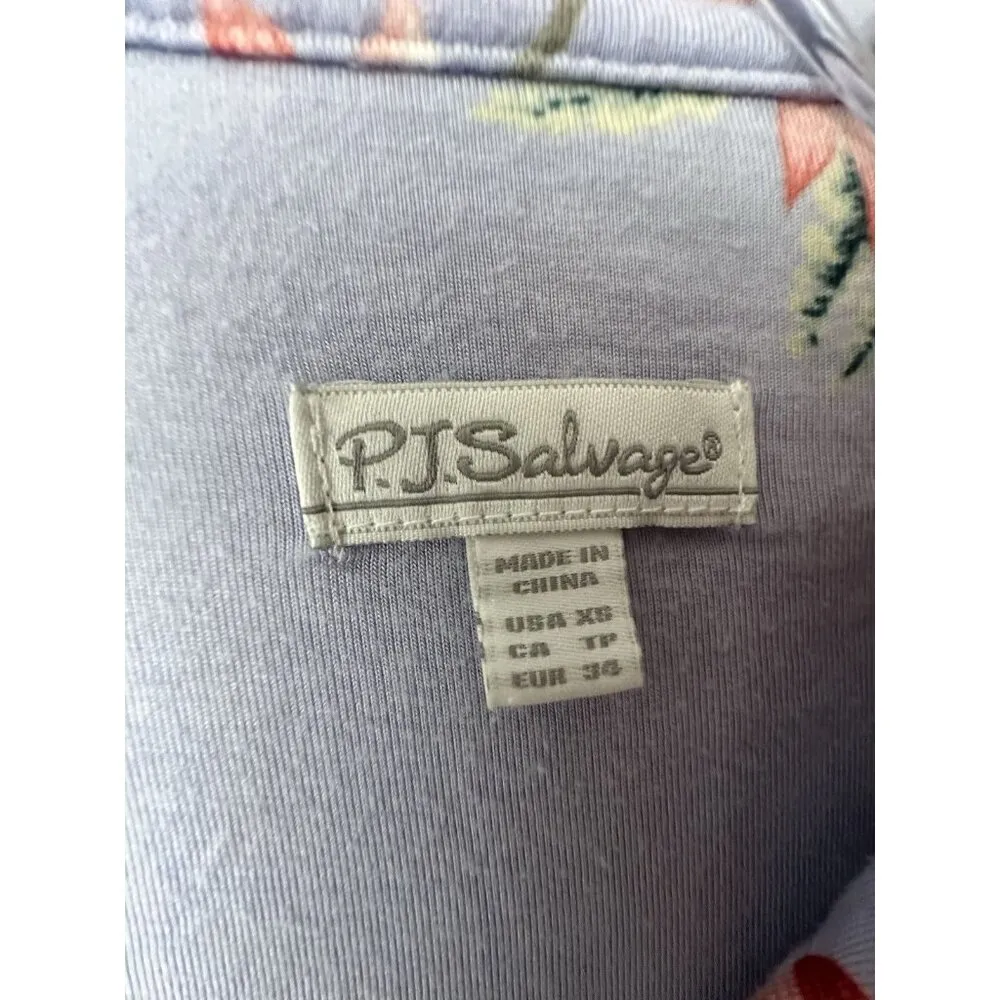 P.J.Salvage®
MADE IN
CHINA
USA XS
CA TP
EUR 34